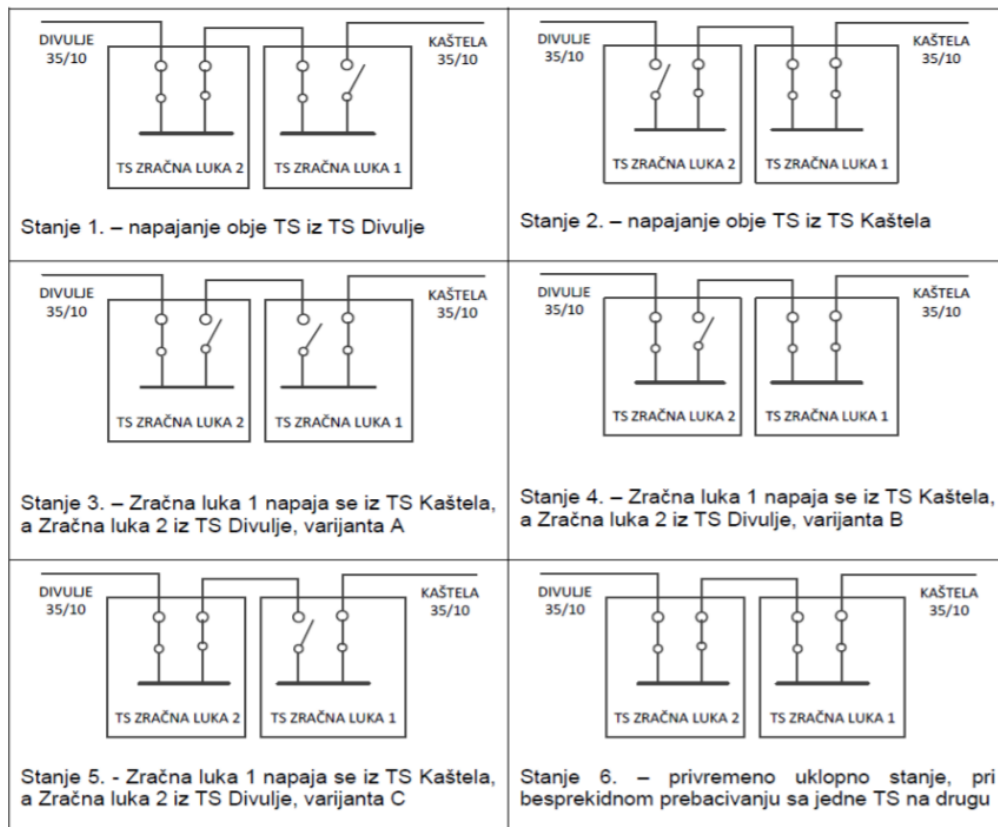 DIVULJE
35/10
KAŠTELA
35/10
TS ZRAČNA LUKA 2
TS ZRAČNA LUKA 1
Stanje 1. – napajanje obje TS iz TS Divulje
DIVULJE
35/10
KAŠTELA
35/10
TS ZRAČNA LUKA 2
TS ZRAČNA LUKA 1
Stanje 2. – napajanje obje TS iz TS Kaštela
DIVULJE
35/10
KAŠTELA
35/10
TS ZRAČNA LUKA 2
TS ZRAČNA LUKA 1
Stanje 3. – Zračna luka 1 napaja se iz TS Kaštela,
a Zračna luka 2 iz TS Divulje, varijanta A
DIVULJE
35/10
KAŠTELA
35/10
TS ZRAČNA LUKA 2
TS ZRAČNA LUKA 1
Stanje 4. – Zračna luka 1 napaja se iz TS Kaštela,
a Zračna luka 2 iz TS Divulje, varijanta B
DIVULJE
35/10
KAŠTELA
35/10
TS ZRAČNA LUKA 2
TS ZRAČNA LUKA 1
Stanje 5. - Zračna luka 1 napaja se iz TS Kaštela,
a Zračna luka 2 iz TS Divulje, varijanta C
DIVULJE
35/10
KAŠTELA
35/10
TS ZRAČNA LUKA 2
TS ZRAČNA LUKA 1
Stanje 6. – privremeno uklopno stanje, pri
besprekidnom prebacivanju sa jedne TS na drugu